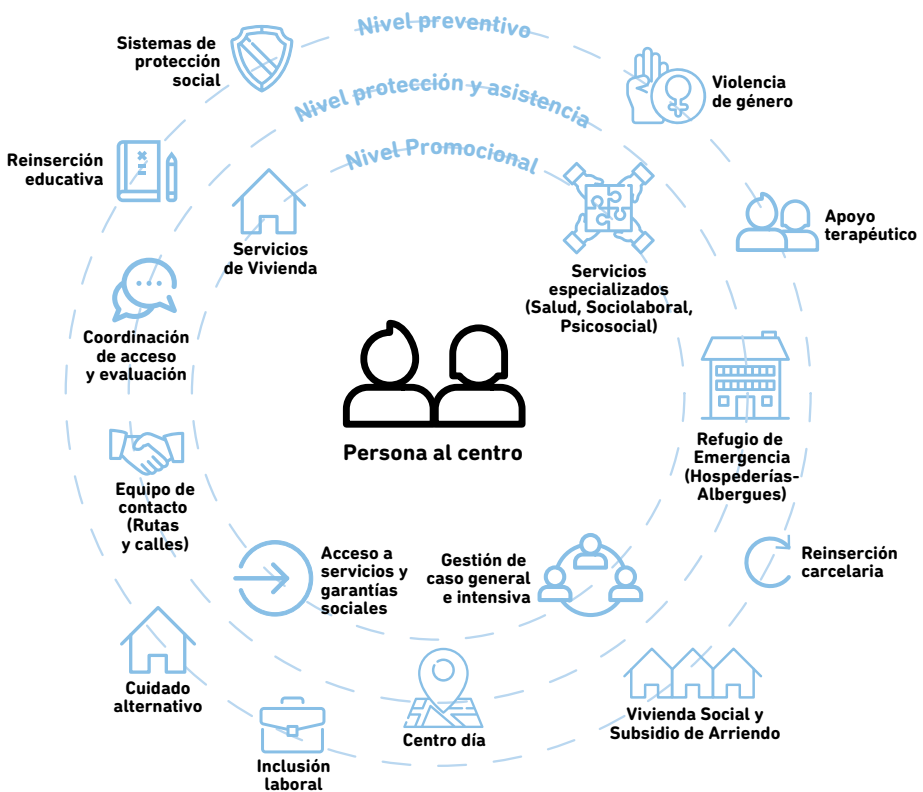 Nivel preventivo
Sistemas de
protección
social
Violencia
de género
Nivel protección y asistencia
Nivel Promocional
Reinserción
educativa
Apoyo
terapéutico
Servicios
de Vivienda
Servicios
especializados
(Salud, Sociolaboral,
Psicosocial)
Coordinación
de acceso
y evaluación
Persona al centro
Refugio de
Emergencia
(Hospederías-
Albergues)
Equipo de
contacto
(Rutas
y calles)
Acceso a
servicios y
garantías
sociales
Gestión de
caso general
e intensiva
Reinserción
carcelaria
Cuidado
alternativo
Centro día
Vivienda Social y
Subsidio de Arriendo
Inclusión
laboral